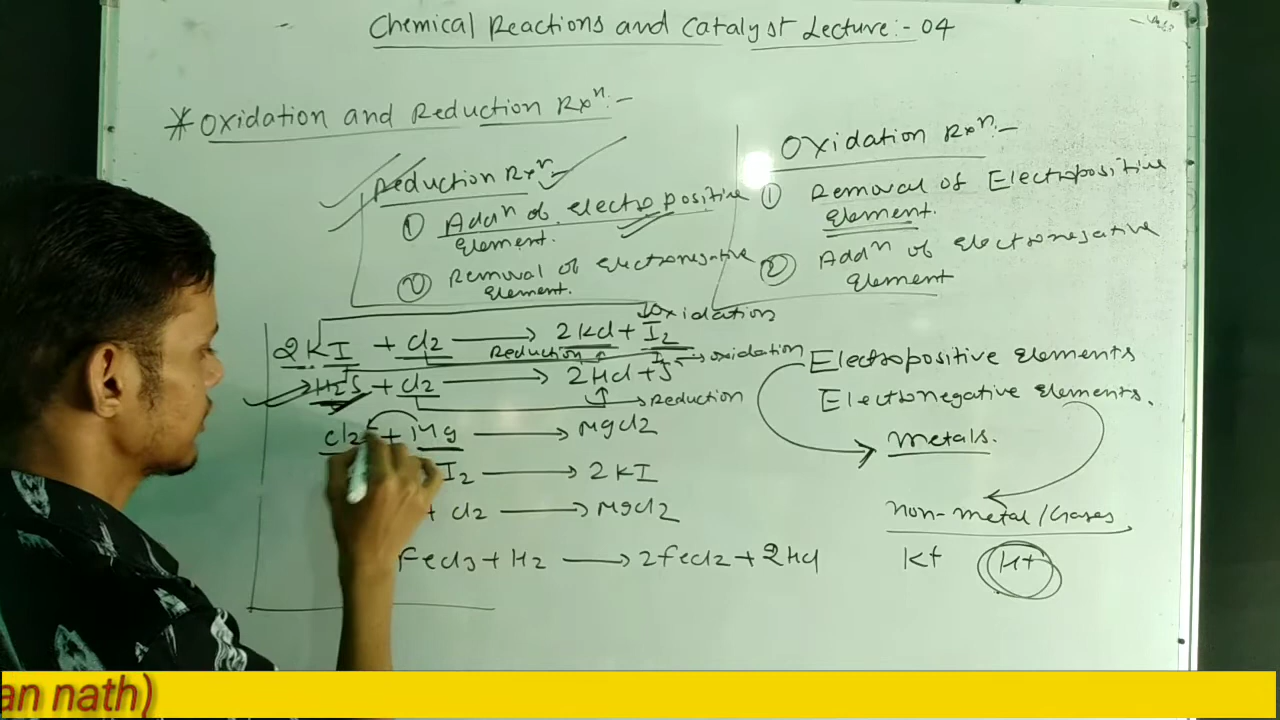 Chemical Reactions and Catalyst Lecture:- 04
* Oxidation and Reduction Rxn:-
Reduction Rxn:-
① Addn of electro positive
Element.
② Removal of electronegative
Element.
Oxidation Rxn:-
① Removal of Electropositive
Element.
② Addn of electronegative
Element
Oxidation
2KI + Cl2 → 2KCl + I2
Reduction
→ oxidation
H2S + Cl2 → 2HCl + S
→ Reduction
Cl2 + Mg → MgCl2
I2 → 2KI
+ Cl2 → MgCl2
FeCl3 + H2 → 2FeCl2 + 2HCl
Electropositive elements
Electronegative elements.
Metals.
non-metal/Gases
K+ H+
an nath)